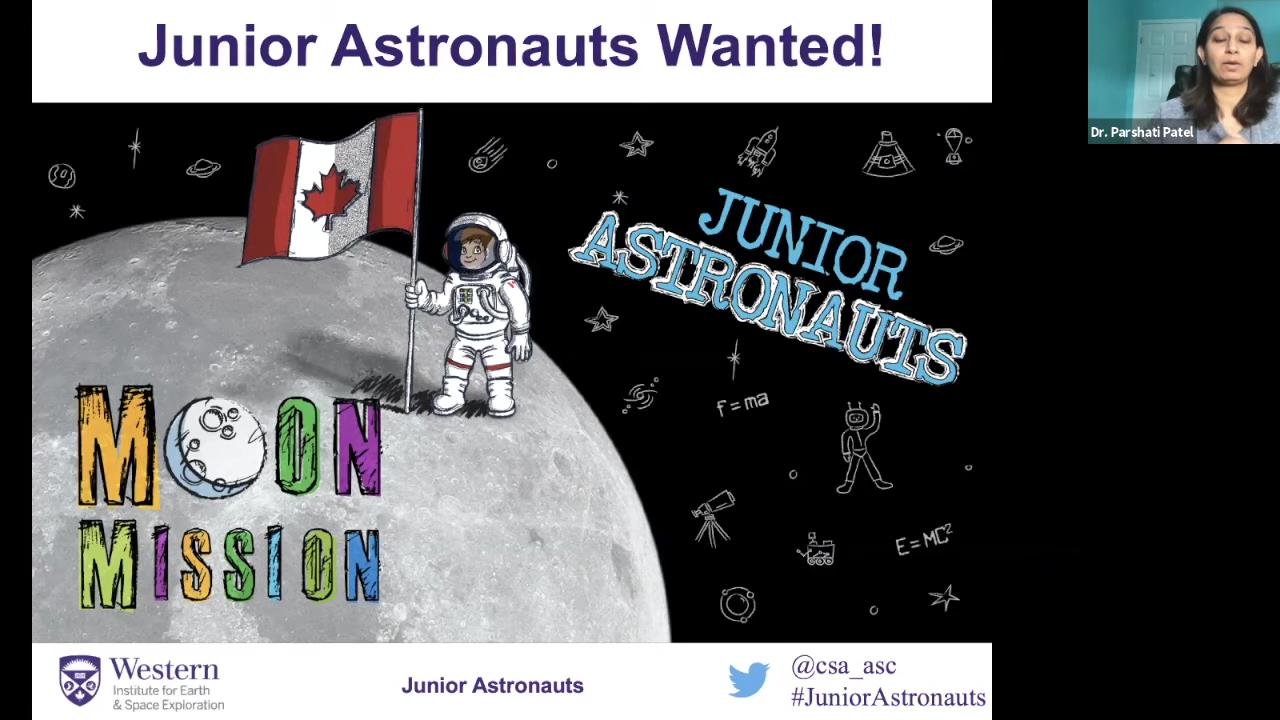 Junior Astronauts Wanted!
Dr. Parshati Patel
JUNIOR
ASTRONAUTS
f=ma
MOON
MISSION
E=MC²
Western
Institute for Earth
& Space Exploration
Junior Astronauts
@csa_asc
#JuniorAstronauts